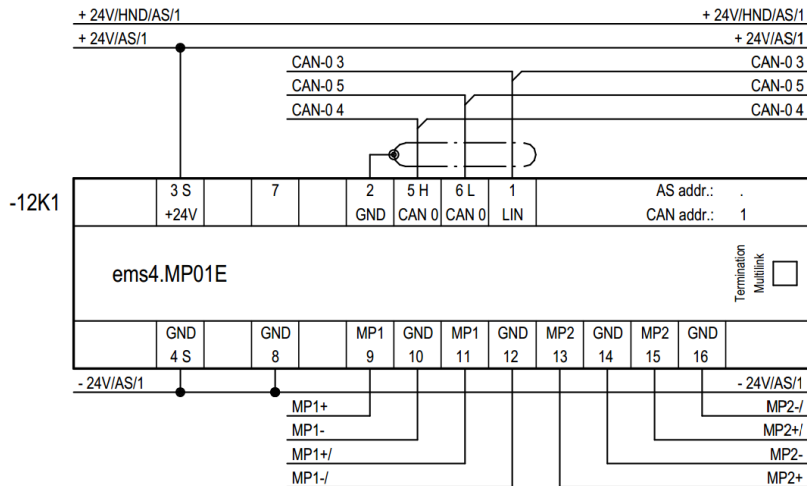 + 24V/HND/AS/1 + 24V/HND/AS/1
+ 24V/AS/1 + 24V/AS/1
CAN-0 3 CAN-0 3
CAN-0 5 CAN-0 5
CAN-0 4 CAN-0 4
-12K1
3 S 7 2 5 H 6 L 1 AS addr.: .
+24V GND CAN 0 CAN 0 LIN CAN addr.: 1
ems4.MP01E
Termination
Multilink
GND GND MP1 GND MP1 GND MP2 GND MP2 GND
4 S 8 9 10 11 12 13 14 15 16
- 24V/AS/1 - 24V/AS/1
MP1+ MP2-/
MP1- MP2+/
MP1+/ MP2-
MP1-/ MP2+